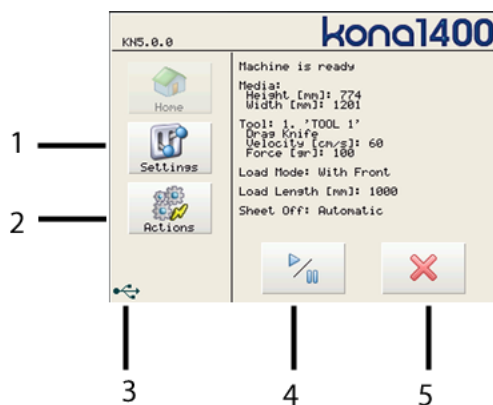 KN5.0.0
kona1400
Home
Settings
Actions
Machine is ready
Media:
Height [mm]: 774
Width [mm]: 1201
Tool: 1. 'TOOL 1'
Drag Knife
Velocity [cm/s]: 60
Force [gr]: 100
Load Mode: With Front
Load Length [mm]: 1000
Sheet Off: Automatic
1
2
3
4
5